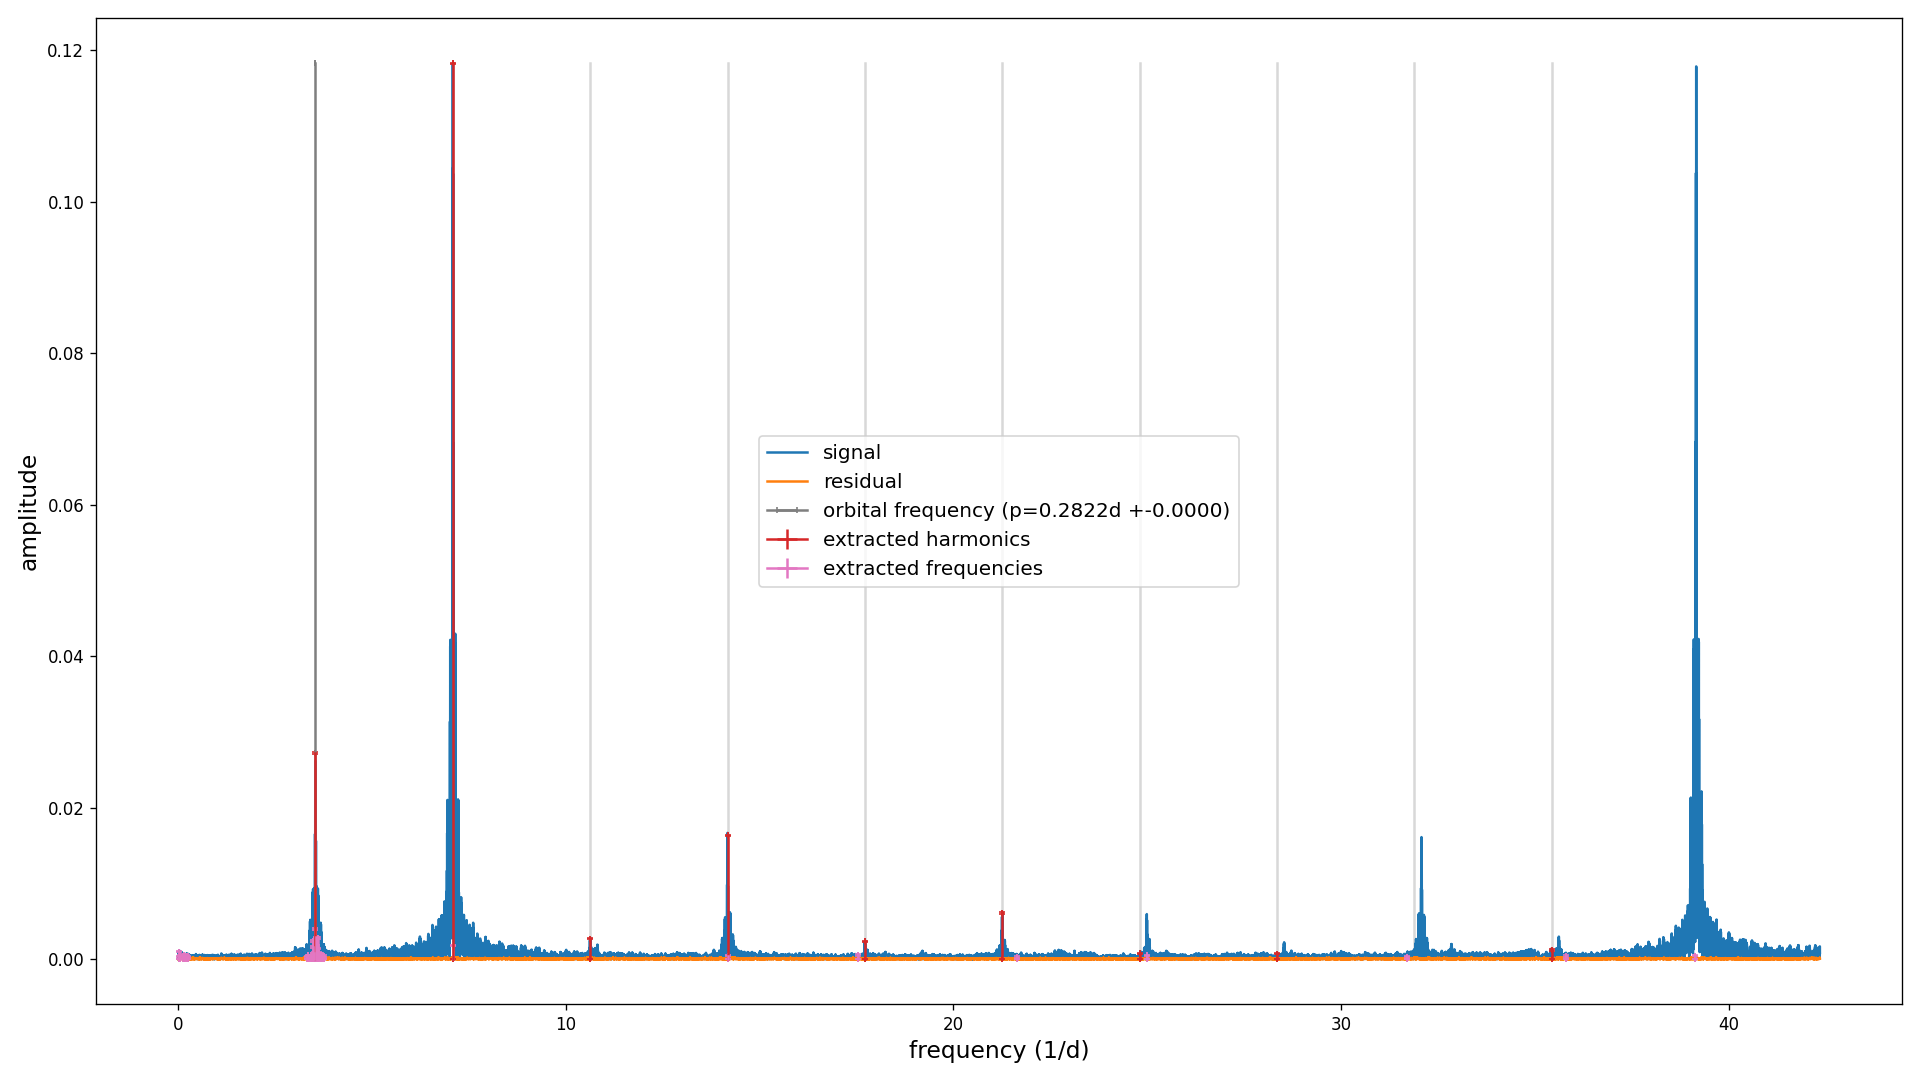 0.12
0.10
0.08
0.06
0.04
0.02
0.00
amplitude
signal
residual
orbital frequency (p=0.2822d +-0.0000)
extracted harmonics
extracted frequencies
0 10 20 30 40
frequency (1/d)